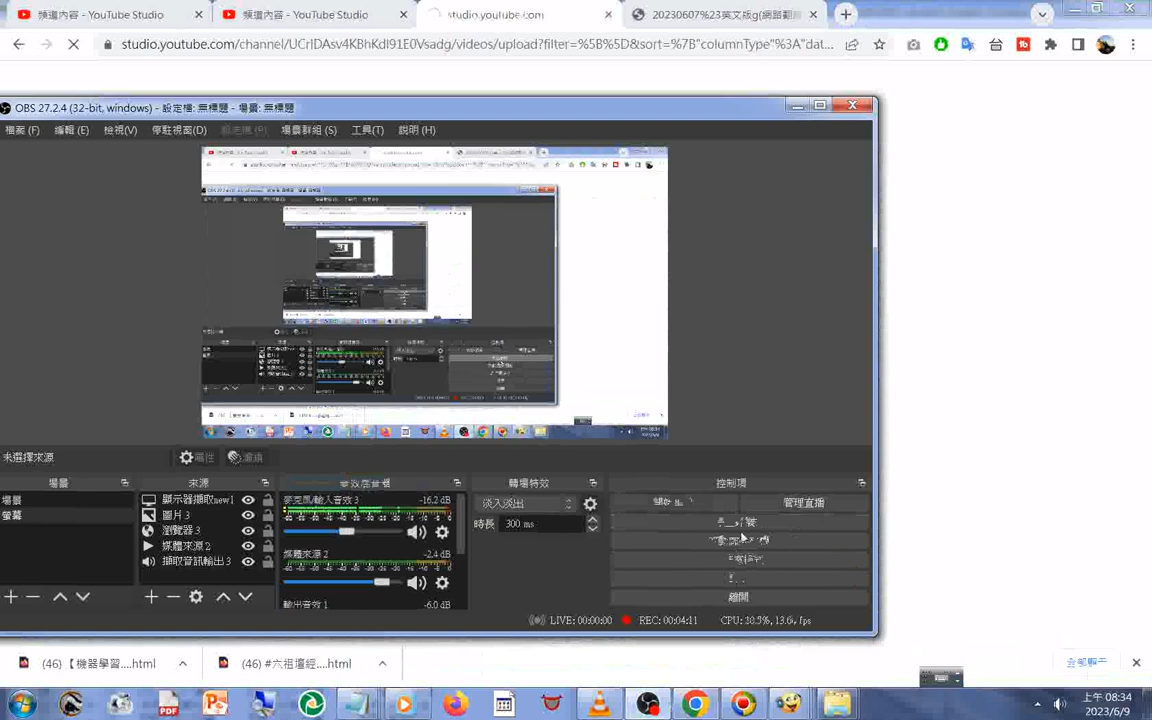 頻道內容 - YouTube Studio
頻道內容 - YouTube Studio
studio.youtube.com
20230607%23英文版g(網路翻
studio.youtube.com/channel/UCrIDAsv4KBhKdI91E0Vsadg/videos/upload?filter=%5B%5D&sort=%7B"columnType"%3A"dat...
OBS 27.2.4 (32-bit, windows) - 設定檔: 無標題 - 場景: 無標題
檔案 (F) 編輯 (E) 檢視(V) 停駐視窗(D) 場景群組 (S) 工具(T) 說明 (H)
未選擇來源 屬性 濾鏡
場景 來源 轉場特效 控制項
場景
螢幕
顯示器擷取new1
圖片 3
瀏覽器 3
媒體來源 2
擷取音訊輸出 3
麥克風/輸入音效 3 -16.2 dB
媒體來源 2 -2.4 dB
輸出音效 1 -6.0 dB
淡入淡出
時長 300 ms
管理直播
離開
LIVE: 00:00:00 REC: 00:04:11
(46)【機器學習....html
(46) #六祖壇經....html
全部顯示
上午 08:34
2023/6/9